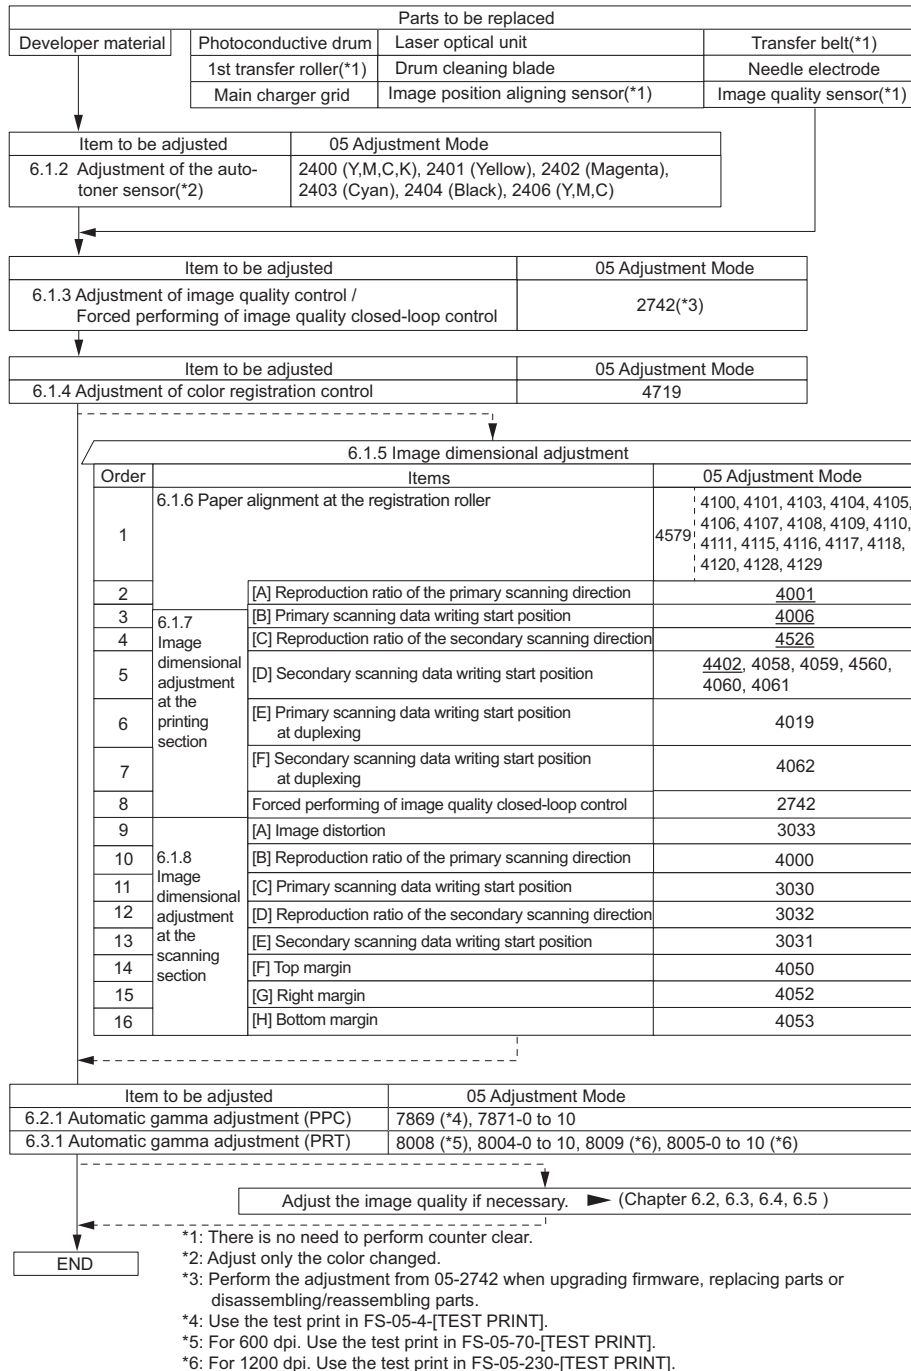 Parts to be replaced
Developer material
Photoconductive drum
Laser optical unit
Transfer belt(*1)
1st transfer roller(*1)
Drum cleaning blade
Needle electrode
Main charger grid
Image position aligning sensor(*1)
Image quality sensor(*1)
Item to be adjusted
05 Adjustment Mode
6.1.2 Adjustment of the auto-
toner sensor(*2)
2400 (Y,M,C,K), 2401 (Yellow), 2402 (Magenta),
2403 (Cyan), 2404 (Black), 2406 (Y,M,C)
Item to be adjusted
05 Adjustment Mode
6.1.3 Adjustment of image quality control /
Forced performing of image quality closed-loop control
2742(*3)
Item to be adjusted
05 Adjustment Mode
6.1.4 Adjustment of color registration control
4719
6.1.5 Image dimensional adjustment
Order
Items
05 Adjustment Mode
1
6.1.6 Paper alignment at the registration roller
4579
4100, 4101, 4103, 4104, 4105,
4106, 4107, 4108, 4109, 4110,
4111, 4115, 4116, 4117, 4118,
4120, 4128, 4129
6.1.7
Image
dimensional
adjustment
at the
printing
section
2
[A] Reproduction ratio of the primary scanning direction
4001
3
[B] Primary scanning data writing start position
4006
4
[C] Reproduction ratio of the secondary scanning direction
4526
5
[D] Secondary scanning data writing start position
4402, 4058, 4059, 4560,
4060, 4061
6
[E] Primary scanning data writing start position
at duplexing
4019
7
[F] Secondary scanning data writing start position
at duplexing
4062
8
Forced performing of image quality closed-loop control
2742
6.1.8
Image
dimensional
adjustment
at the
scanning
section
9
[A] Image distortion
3033
10
[B] Reproduction ratio of the primary scanning direction
4000
11
[C] Primary scanning data writing start position
3030
12
[D] Reproduction ratio of the secondary scanning direction
3032
13
[E] Secondary scanning data writing start position
3031
14
[F] Top margin
4050
15
[G] Right margin
4052
16
[H] Bottom margin
4053
Item to be adjusted
05 Adjustment Mode
6.2.1 Automatic gamma adjustment (PPC)
7869 (*4), 7871-0 to 10
6.3.1 Automatic gamma adjustment (PRT)
8008 (*5), 8004-0 to 10, 8009 (*6), 8005-0 to 10 (*6)
Adjust the image quality if necessary. ► (Chapter 6.2, 6.3, 6.4, 6.5 )
END
*1: There is no need to perform counter clear.
*2: Adjust only the color changed.
*3: Perform the adjustment from 05-2742 when upgrading firmware, replacing parts or
disassembling/reassembling parts.
*4: Use the test print in FS-05-4-[TEST PRINT].
*5: For 600 dpi. Use the test print in FS-05-70-[TEST PRINT].
*6: For 1200 dpi. Use the test print in FS-05-230-[TEST PRINT].